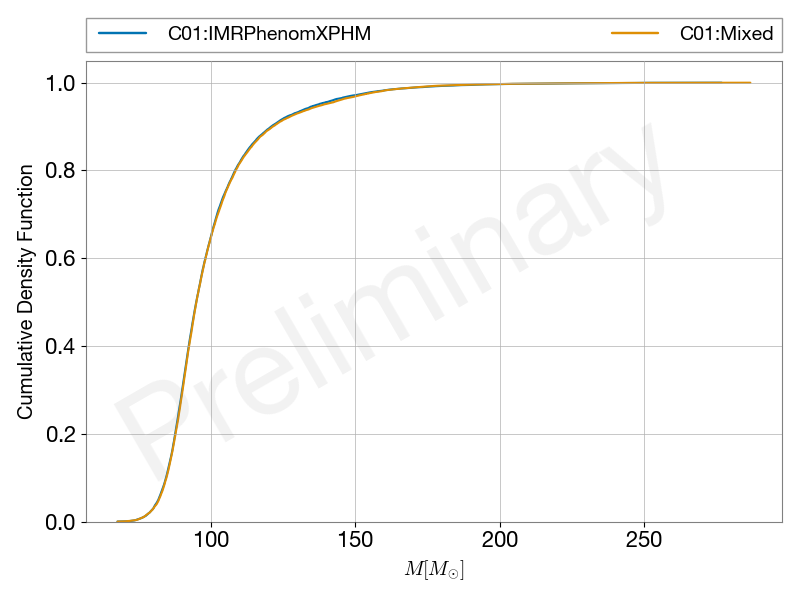 C01:IMRPhenomXPHM C01:Mixed
1.0
0.8
0.6
0.4
0.2
0.0
Cumulative Density Function
Preliminary
100 150 200 250
M[M⊙]